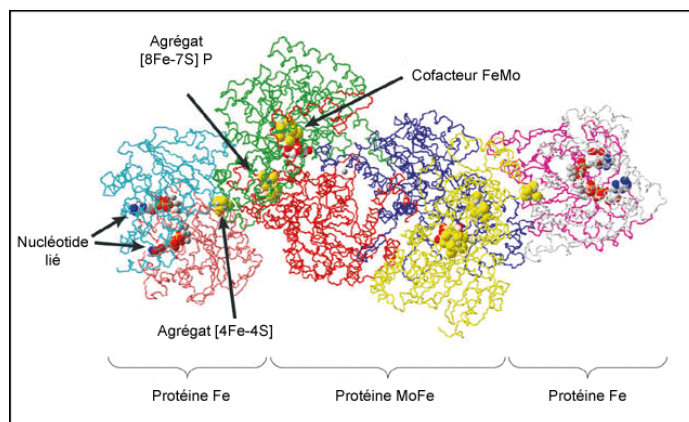 Agrégat
[8Fe-7S] P
Cofacteur FeMo
Nucléotide
lié
Agrégat [4Fe-4S]
Protéine Fe
Protéine MoFe
Protéine Fe